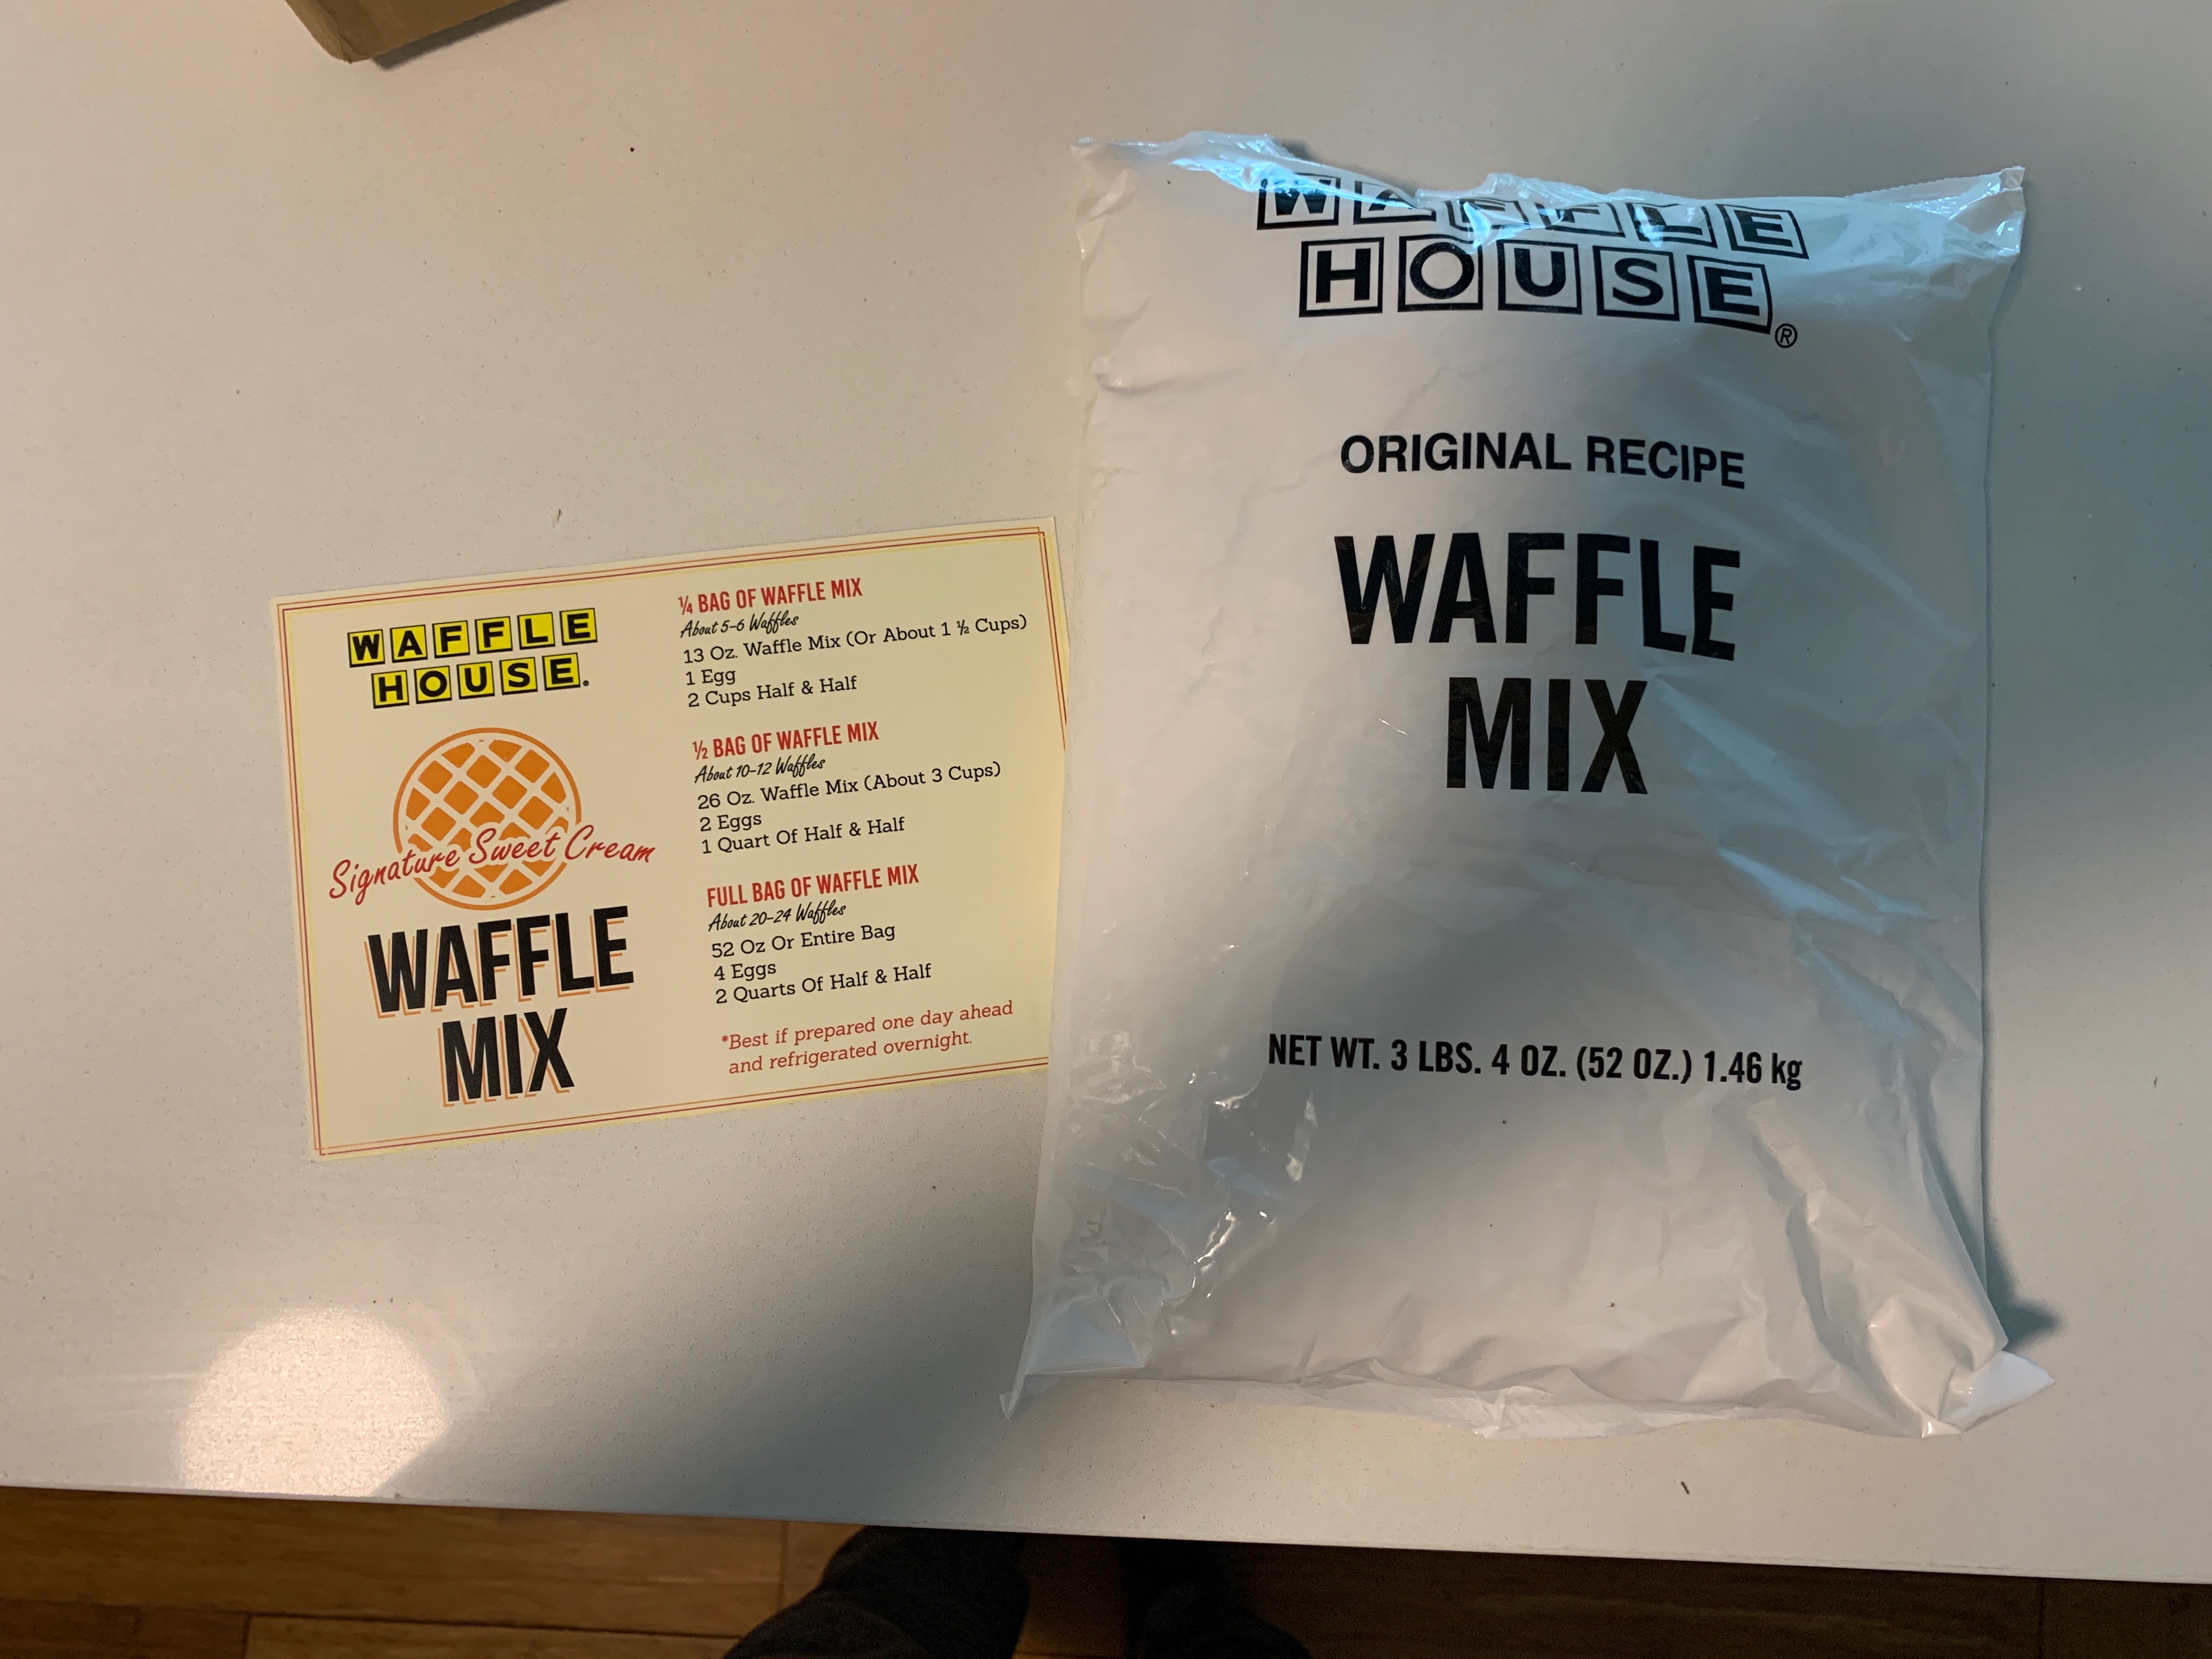 WAFFLE
HOUSE®
Signature Sweet Cream
WAFFLE
MIX
¼ BAG OF WAFFLE MIX
About 5-6 Waffles
13 Oz. Waffle Mix (Or About 1 ½ Cups)
1 Egg
2 Cups Half & Half
½ BAG OF WAFFLE MIX
About 10-12 Waffles
26 Oz. Waffle Mix (About 3 Cups)
2 Eggs
1 Quart Of Half & Half
FULL BAG OF WAFFLE MIX
About 20-24 Waffles
52 Oz Or Entire Bag
4 Eggs
2 Quarts Of Half & Half
*Best if prepared one day ahead
and refrigerated overnight.
WAFFLE
HOUSE®
ORIGINAL RECIPE
WAFFLE
MIX
NET WT. 3 LBS. 4 OZ. (52 OZ.) 1.46 kg